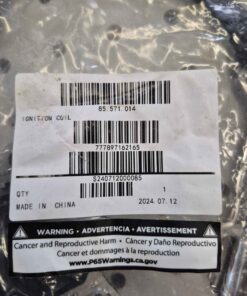 85.571.014
IGNITION COIL
777897162165
S240712000085
QTY 1
MADE IN CHINA 2024.07.12
WARNING • ADVERTENCIA • AVERTISSEMENT
Cancer and Reproductive Harm • Cáncer y Daño Reproductivo
Cancer et dommages à la reproduction
www.P65Warnings.ca.gov